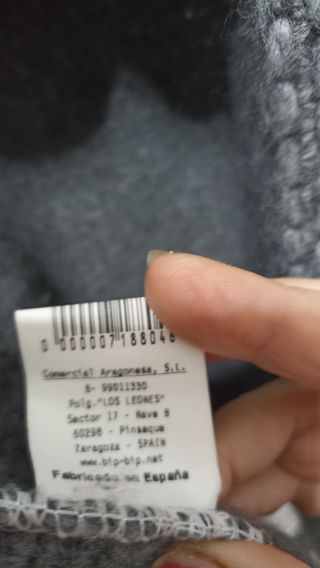 0 000007 188048
Comercial Aragonesa, S.L.
B- 99011330
Polg."LOS LEONES"
Sector 17 - Nave 8
50298 - Pinseque
Zaragoza - SPAIN
www.bip-bip.net
Fabricado en España